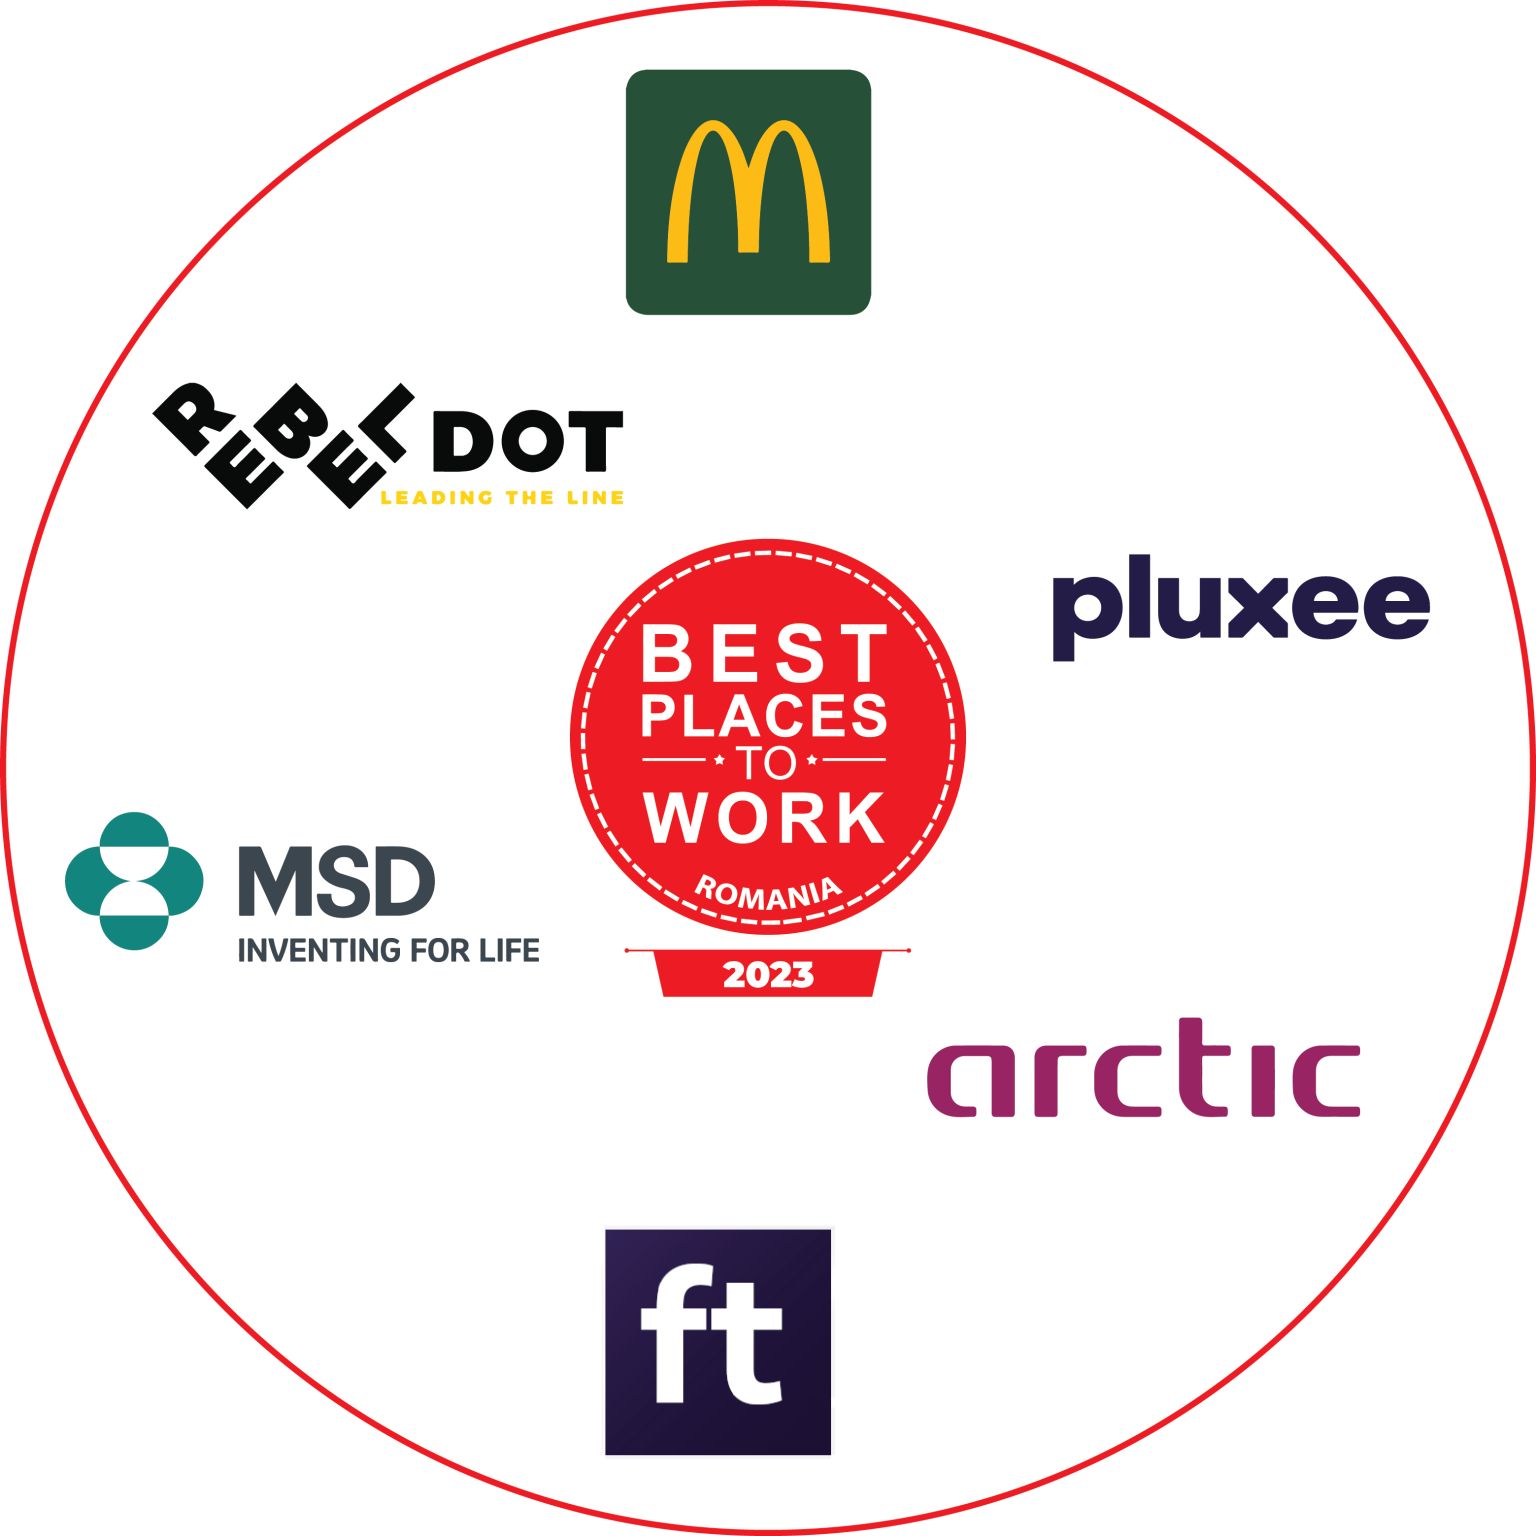 M
REBEL DOT
LEADING THE LINE
pluxee
BEST
PLACES
TO
WORK
ROMANIA
2023
MSD
INVENTING FOR LIFE
arctic
ft